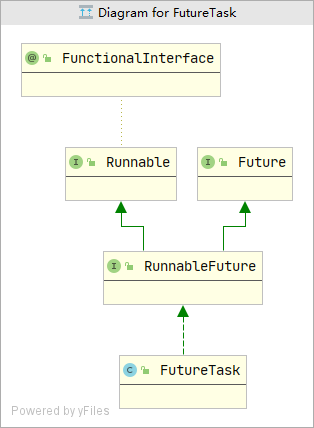 Diagram for FutureTask
@ FunctionalInterface
I Runnable
I Future
I RunnableFuture
C FutureTask
Powered by yFiles